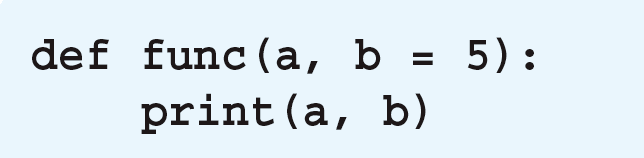 def func(a, b = 5):
    print(a, b)